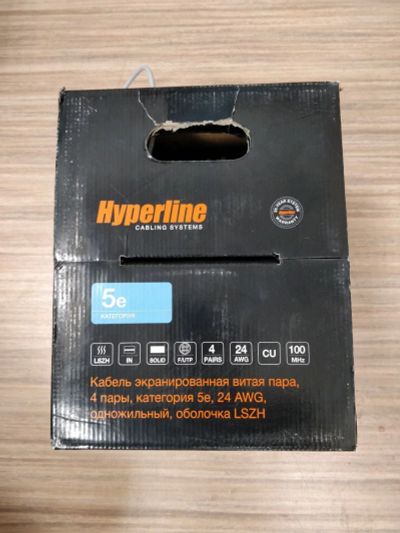 Hyperline
CABLING SYSTEMS
WARRANTY
5e
КАТЕГОРИЯ
LSZH
IN
SOLID
F/UTP
4 PAIRS
24 AWG
CU
100 MHz
Кабель экранированная витая пара,
4 пары, категория 5e, 24 AWG,
одножильный, оболочка LSZH